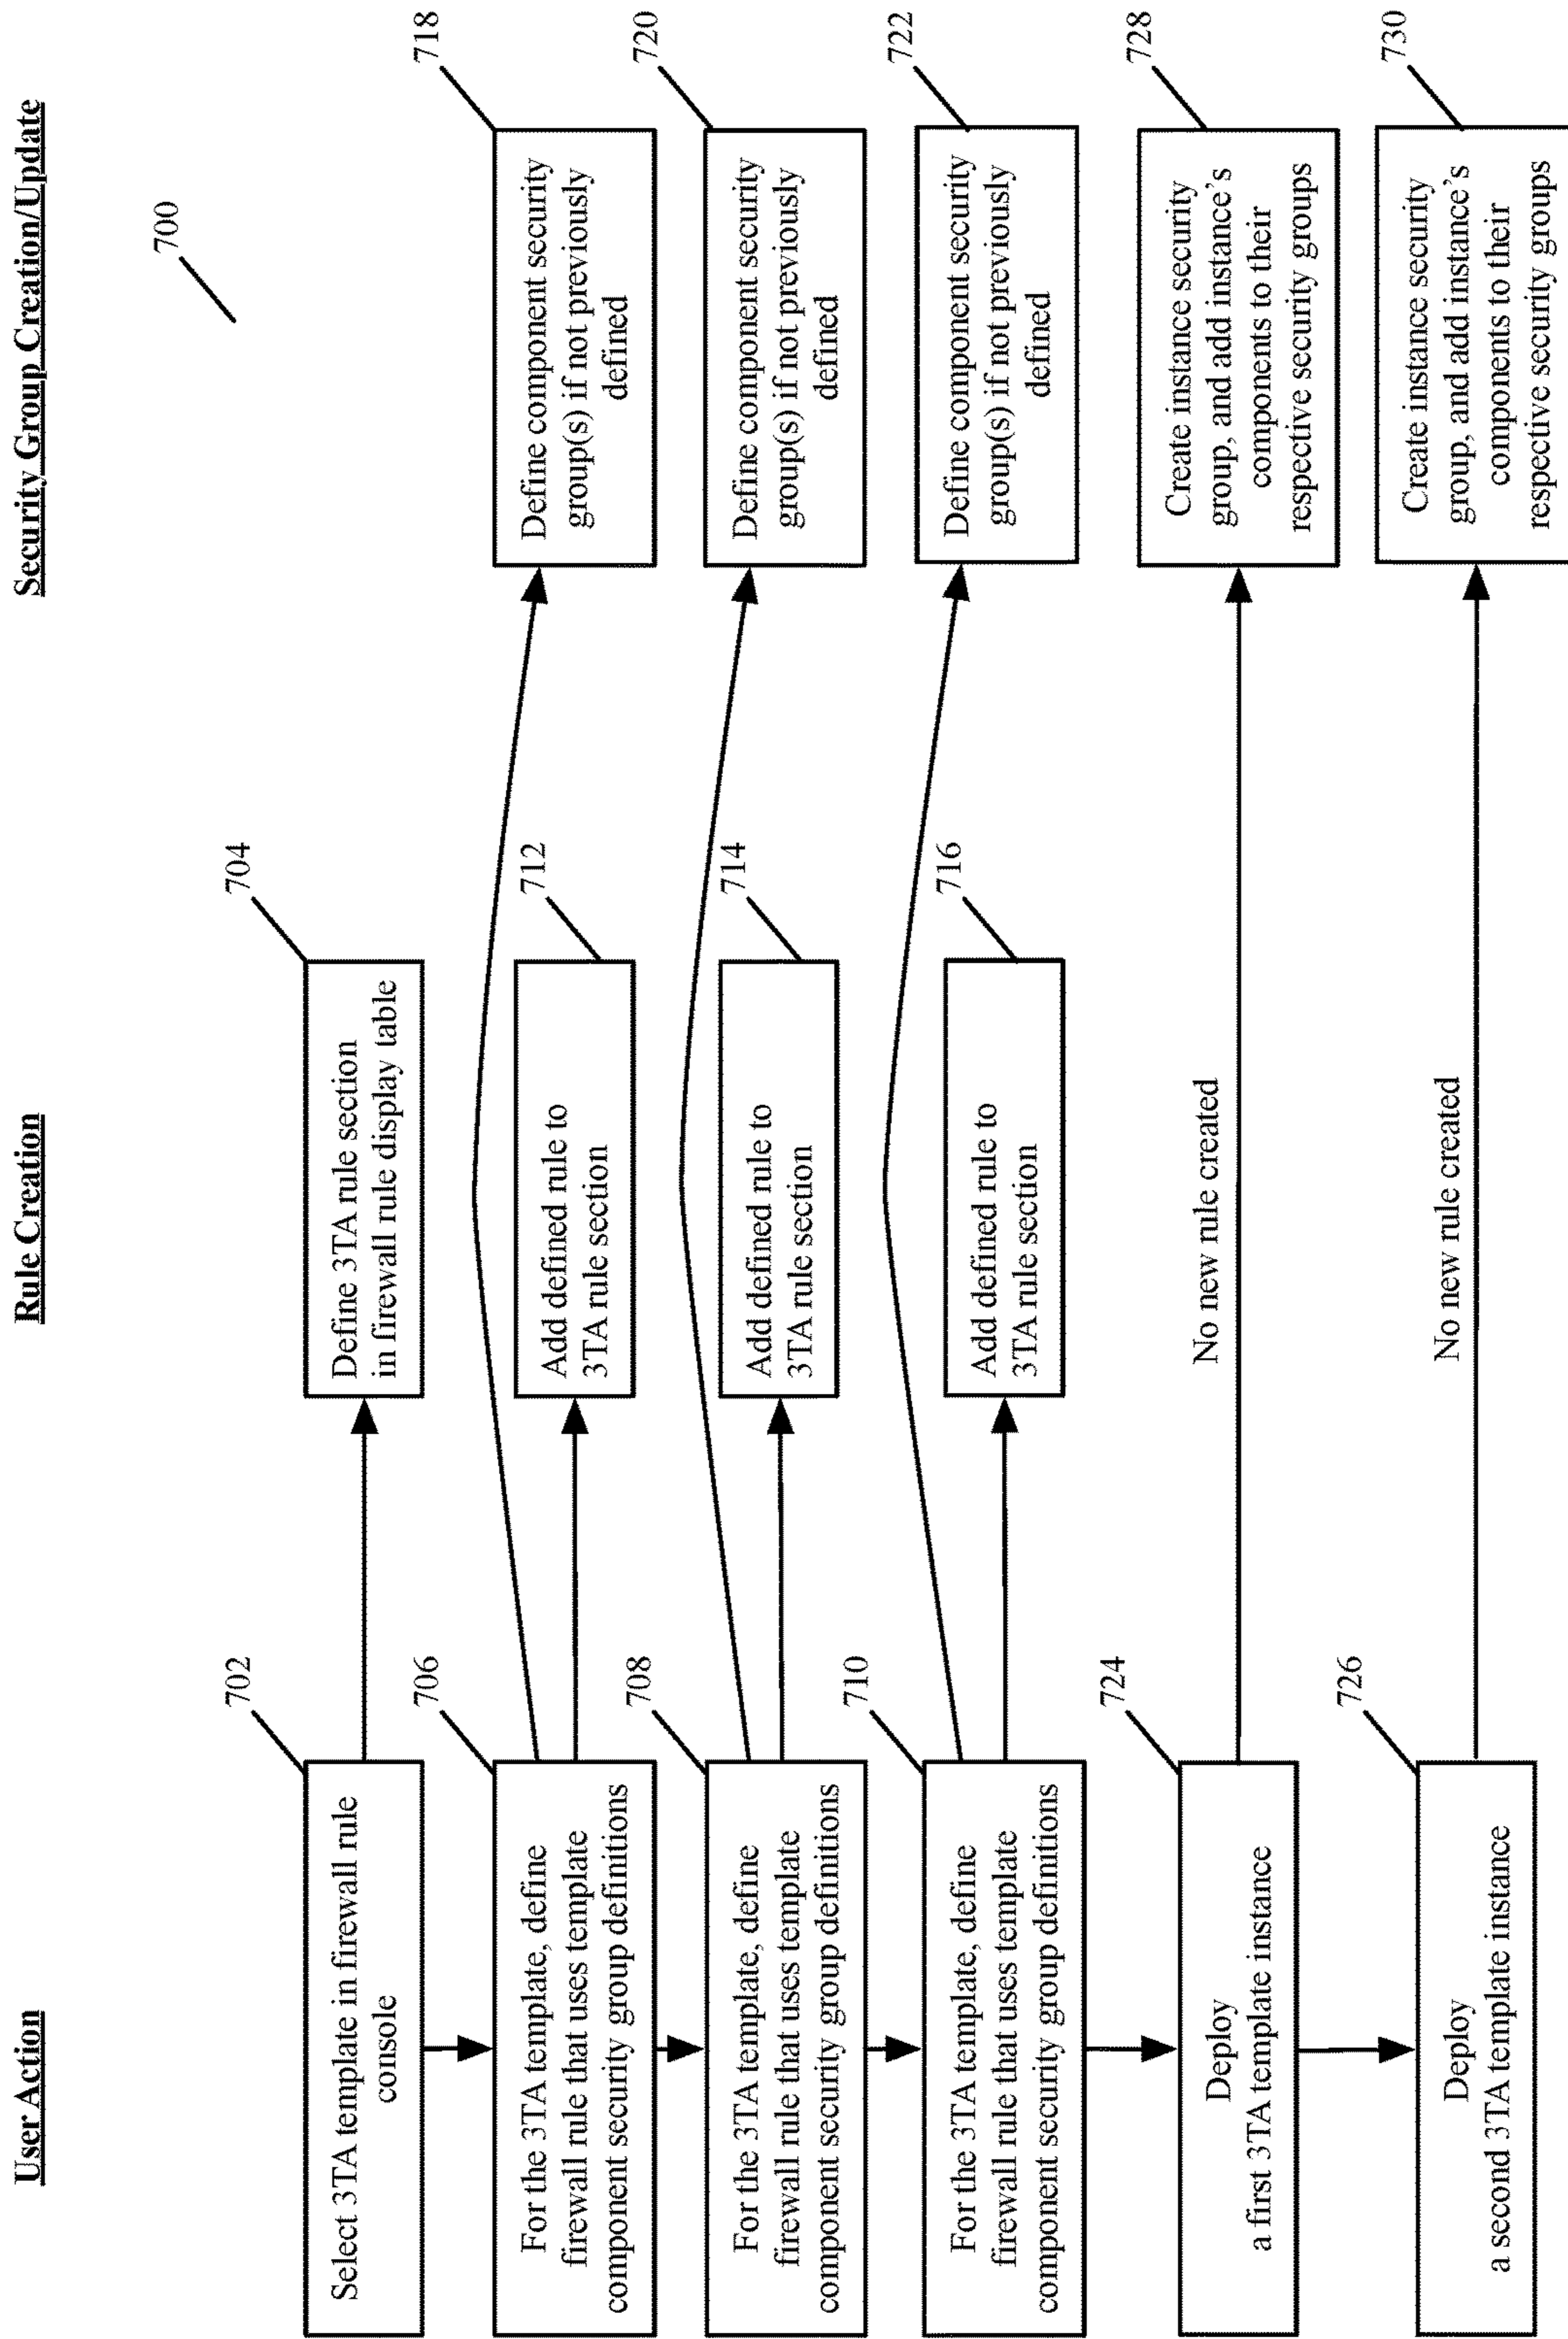 User Action
Rule Creation
Security Group Creation/Update
700
702
Select 3TA template in firewall rule
console
704
Define 3TA rule section
in firewall rule display table
706
For the 3TA template, define
firewall rule that uses template
component security group definitions
712
Add defined rule to
3TA rule section
718
Define component security
group(s) if not previously
defined
708
For the 3TA template, define
firewall rule that uses template
component security group definitions
714
Add defined rule to
3TA rule section
720
Define component security
group(s) if not previously
defined
710
For the 3TA template, define
firewall rule that uses template
component security group definitions
716
Add defined rule to
3TA rule section
722
Define component security
group(s) if not previously
defined
724
Deploy
a first 3TA template instance
No new rule created
728
Create instance security
group, and add instance's
components to their
respective security groups
726
Deploy
a second 3TA template instance
No new rule created
730
Create instance security
group, and add instance's
components to their
respective security groups